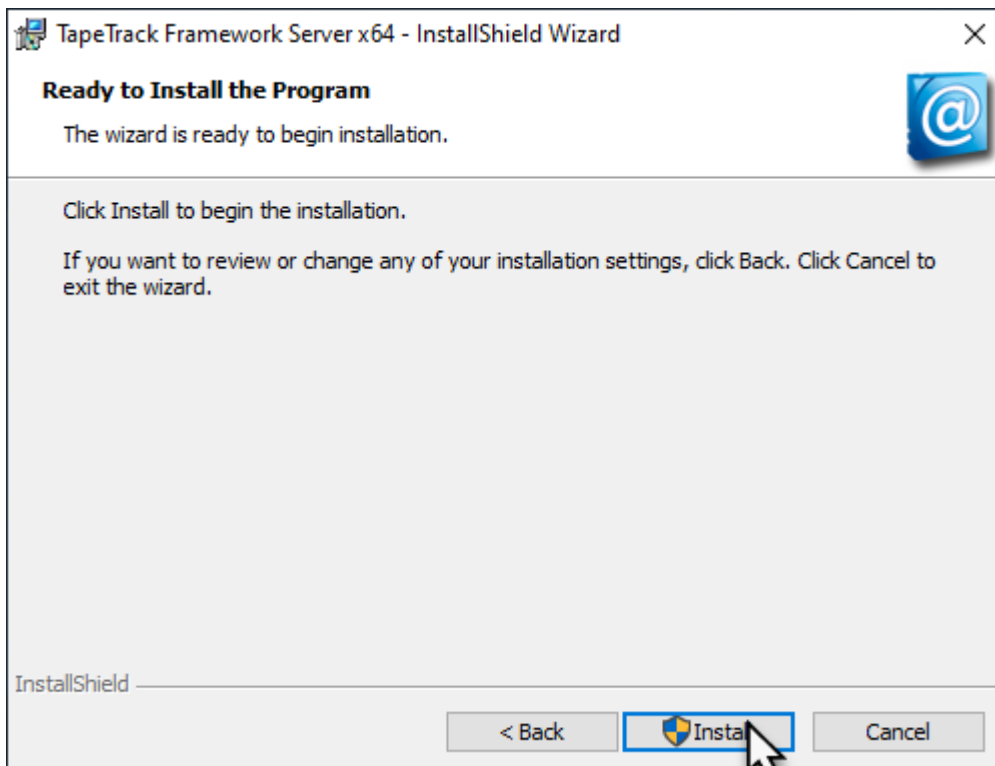 TapeTrack Framework Server x64 - InstallShield Wizard
Ready to Install the Program
The wizard is ready to begin installation.
Click Install to begin the installation.
If you want to review or change any of your installation settings, click Back. Click Cancel to
exit the wizard.
InstallShield
< Back
Install
Cancel